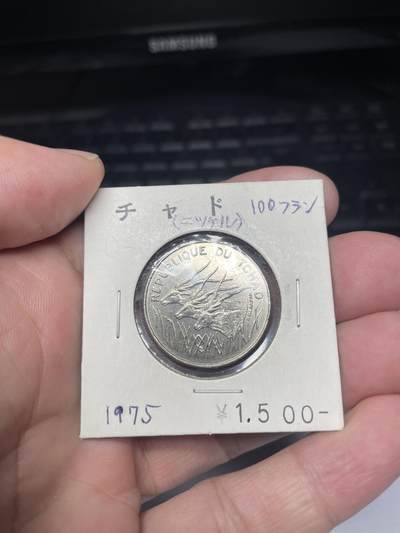 SAMSUNG
チャド 100フラン
(ニッケル)
REPUBLIQUE DU TCHAD
1975 ¥1.500-